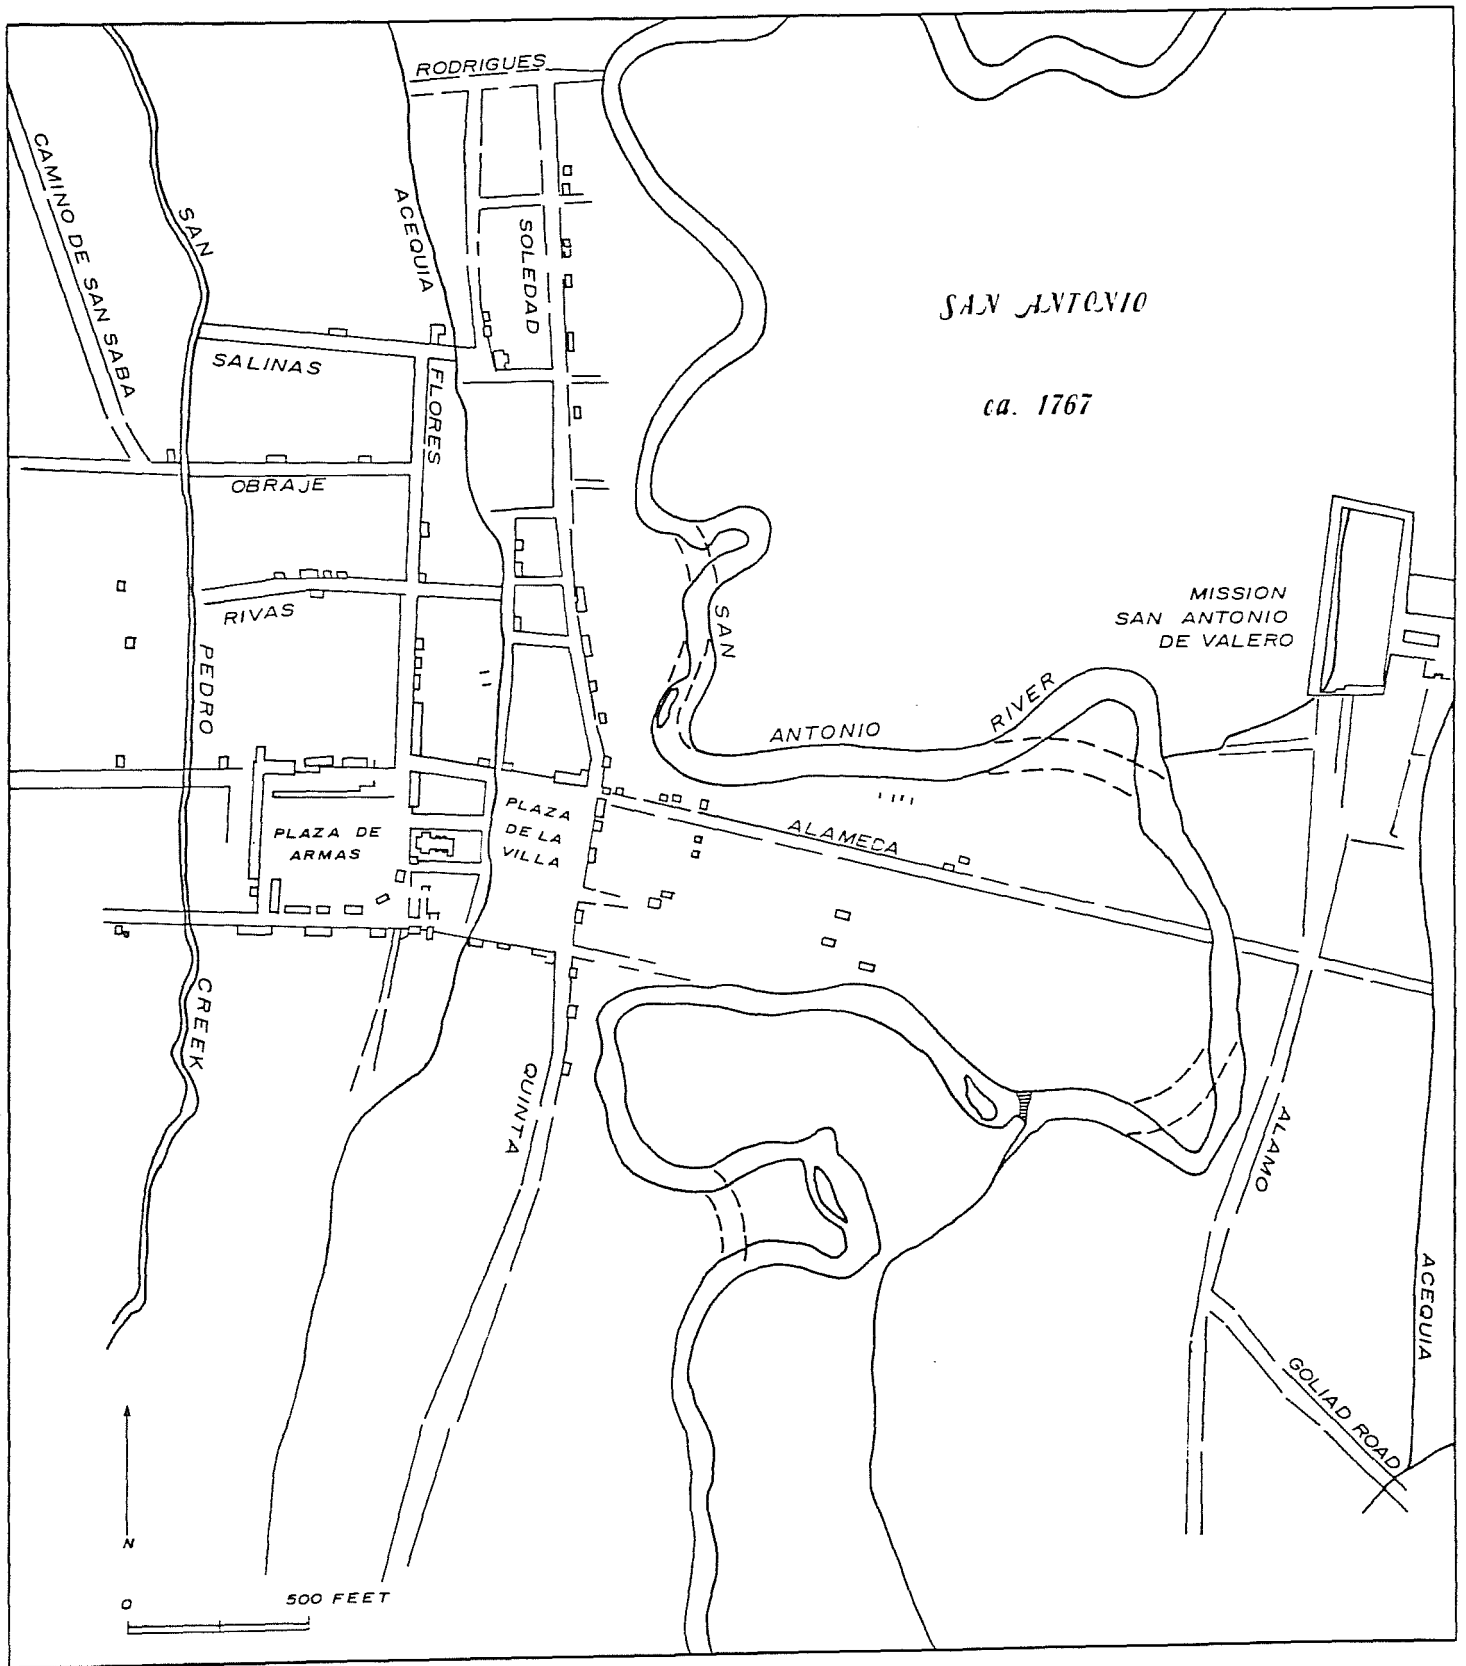 RODRIGUES
CAMINO DE SAN SABA
SAN
ACEQUIA
SOLEDAD
SAN ANTONIO
ca. 1767
SALINAS
FLORES
OBRAJE
RIVAS
SAN
MISSION
SAN ANTONIO
DE VALERO
PEDRO
ANTONIO
RIVER
PLAZA DE
ARMAS
PLAZA
DE LA
VILLA
ALAMEDA
CREEK
QUINTA
ALAMO
ACEQUIA
GOLIAD ROAD
N
0
500 FEET